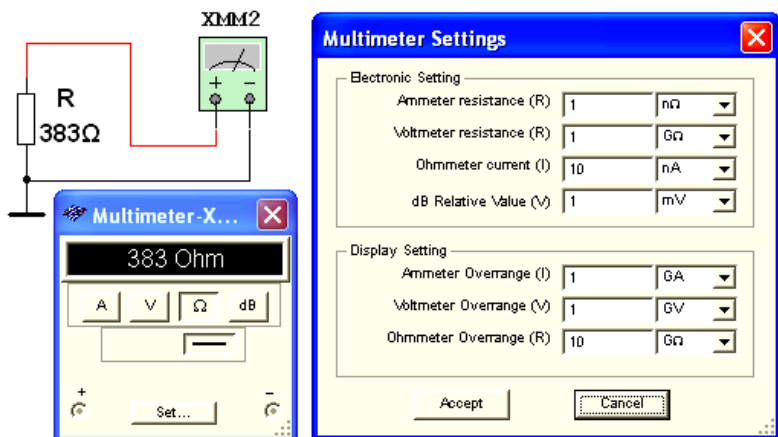 XMM2
+ −
R
383Ω
Multimeter-X...
383 Ohm
A V Ω dB
+ −
Set...
Multimeter Settings
Electronic Setting
Ammeter resistance (R) 1 nΩ
Voltmeter resistance (R) 1 GΩ
Ohmmeter current (I) 10 nA
dB Relative Value (V) 1 mV
Display Setting
Ammeter Overrange (I) 1 GA
Voltmeter Overrange (V) 1 GV
Ohmmeter Overrange (R) 10 GΩ
Accept Cancel